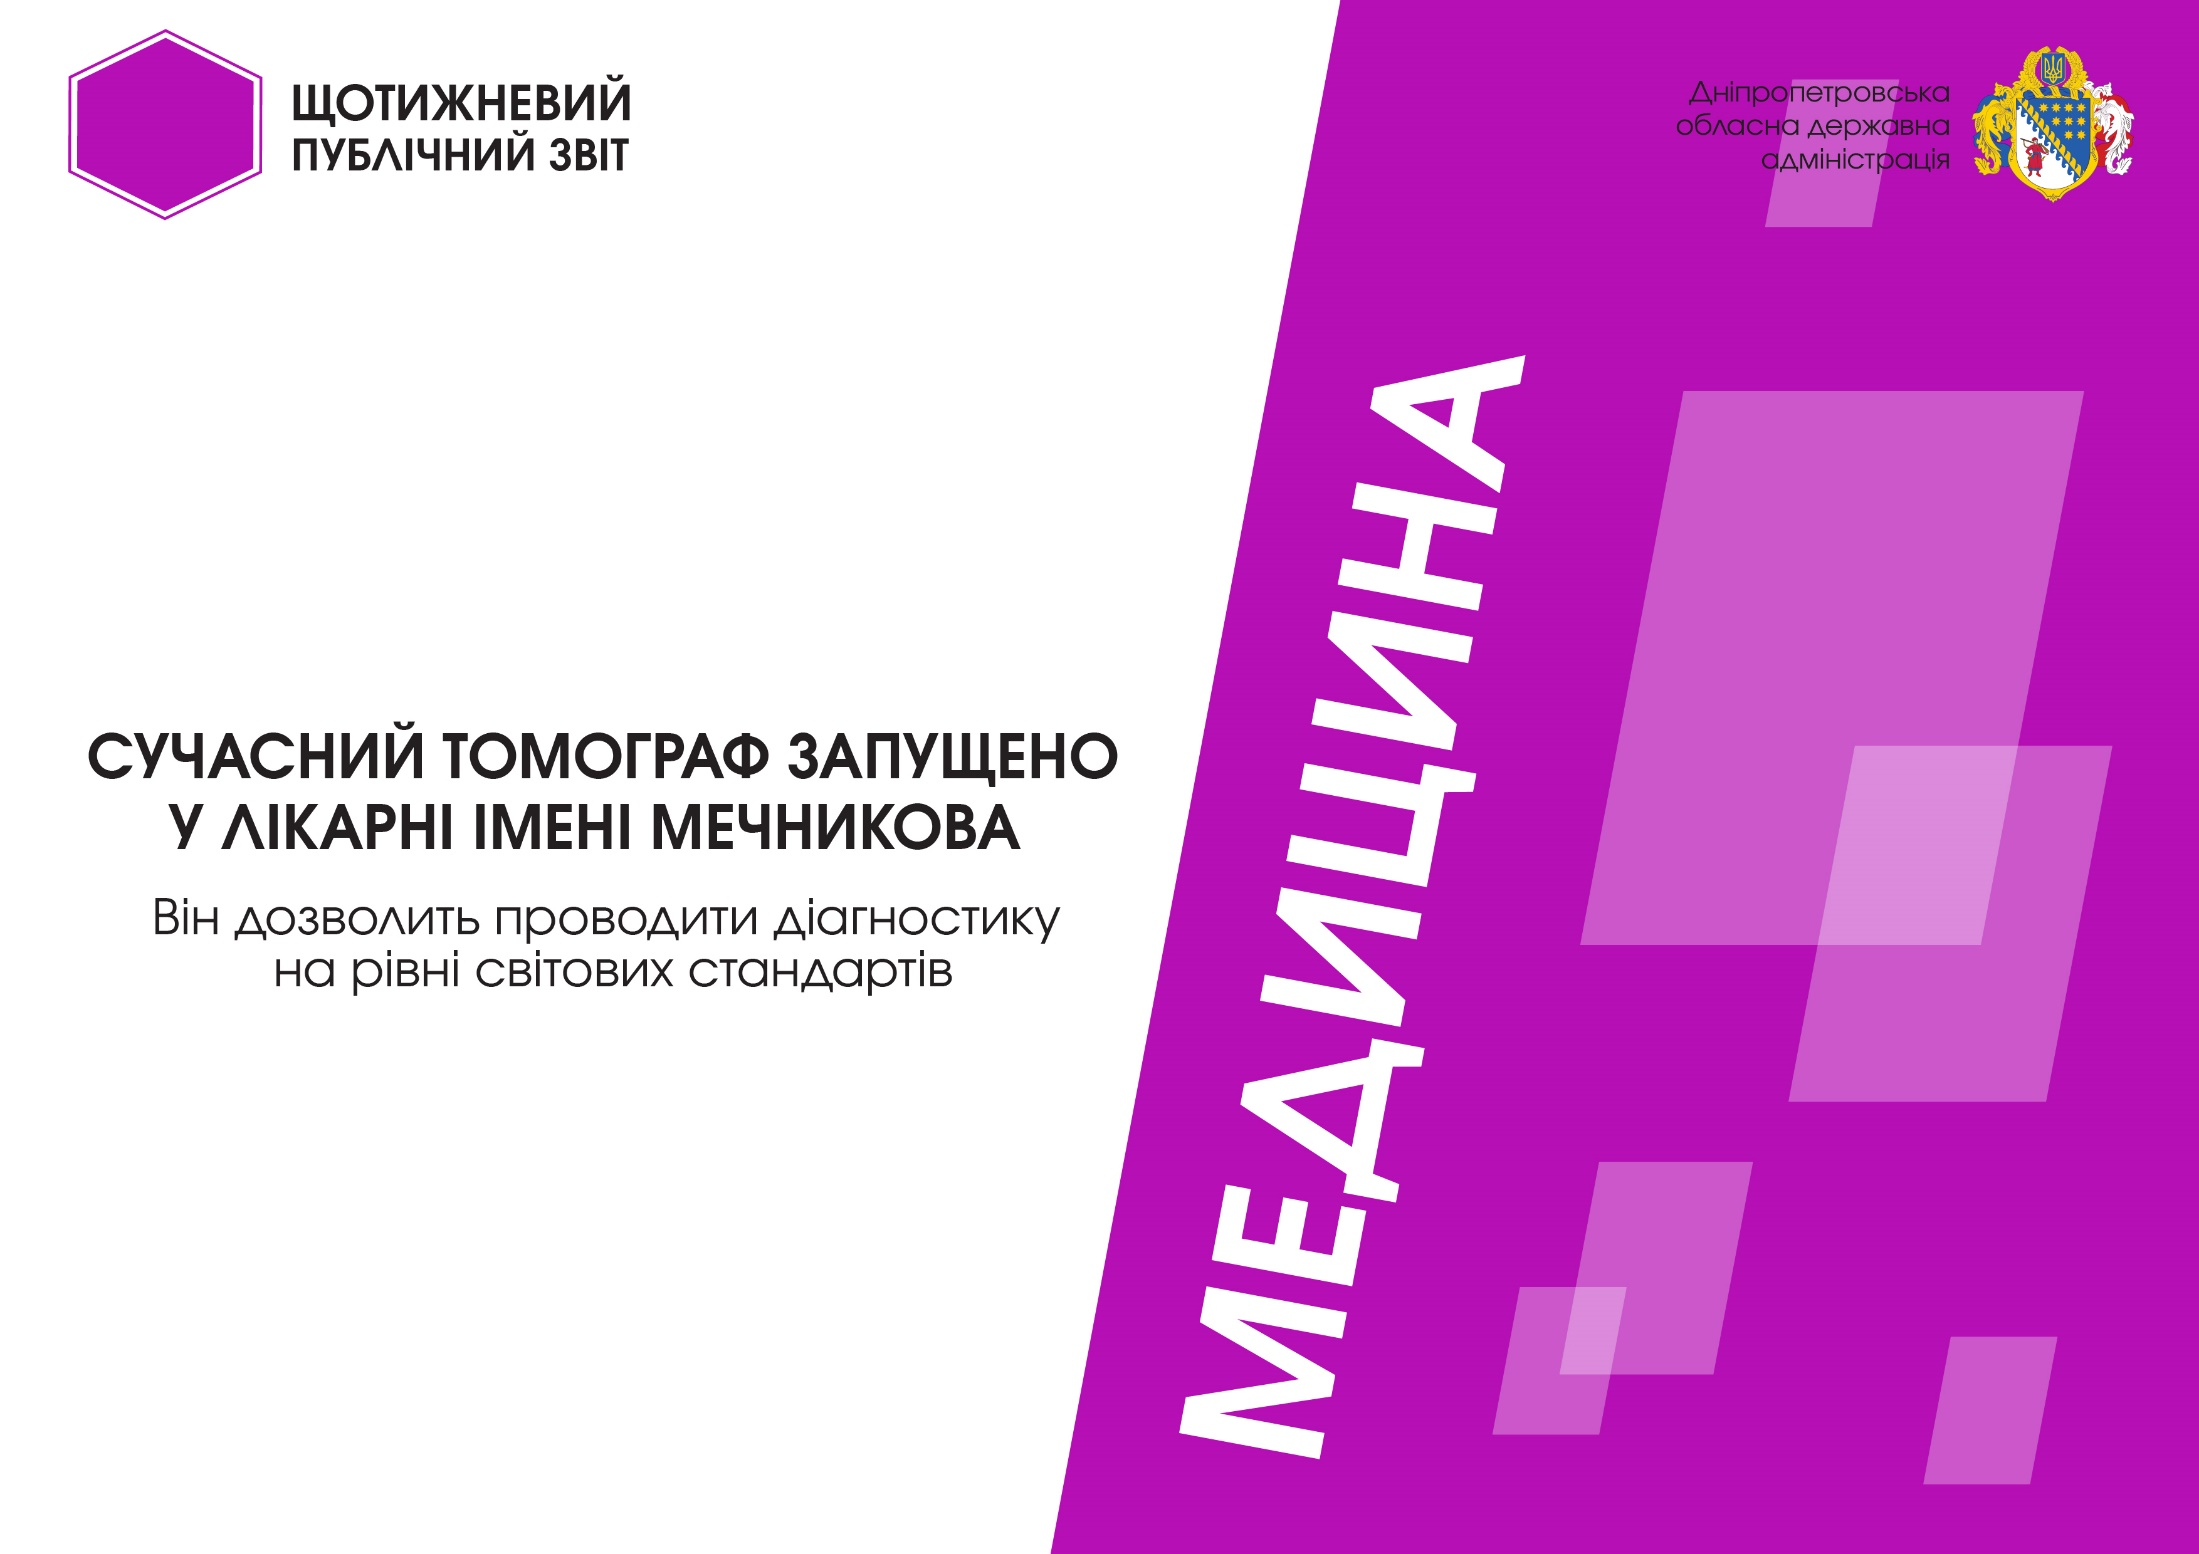 ЩОТИЖНЕВИЙ
ПУБЛІЧНИЙ ЗВІТ
Дніпропетровська
обласна державна
адміністрація
СУЧАСНИЙ ТОМОГРАФ ЗАПУЩЕНО
У ЛІКАРНІ ІМЕНІ МЕЧНИКОВА
Він дозволить проводити діагностику
на рівні світових стандартів
МЕДИЦИНА